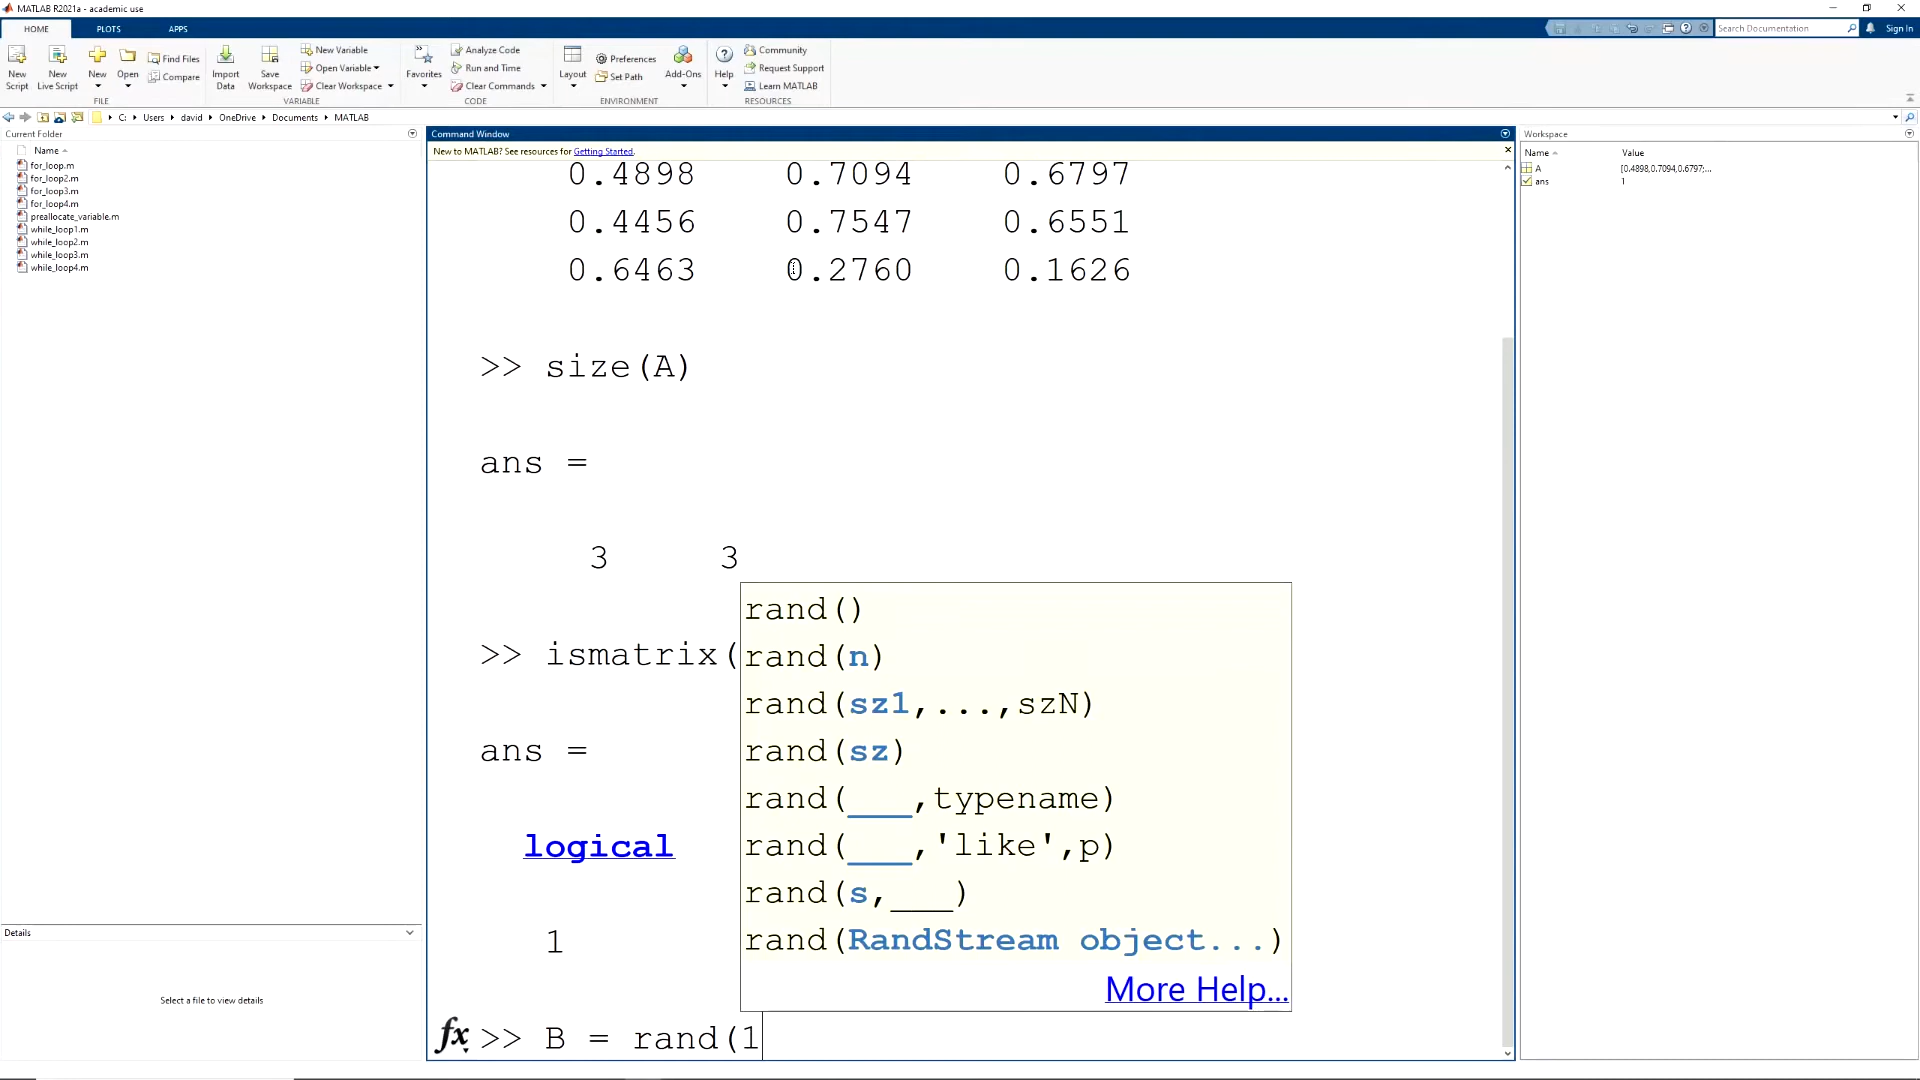 MATLAB R2021a - academic use
HOME PLOTS APPS
Search Documentation Sign In
New Script New Live Script New Open Find Files Compare Import Data Save Workspace New Variable Open Variable Clear Workspace Favorites Analyze Code Run and Time Clear Commands Layout Preferences Set Path Add-Ons Help Community Request Support Learn MATLAB
FILE VARIABLE CODE ENVIRONMENT RESOURCES
C: Users david OneDrive Documents MATLAB
Current Folder
Name
for_loop.m
for_loop2.m
for_loop3.m
for_loop4.m
preallocate_variable.m
while_loop1.m
while_loop2.m
while_loop3.m
while_loop4.m
Details
Select a file to view details
Command Window
New to MATLAB? See resources for Getting Started.
0.4898 0.7094 0.6797
0.4456 0.7547 0.6551
0.6463 0.2760 0.1626
>> size(A)
ans =
3 3
>> ismatrix(
ans =
logical
1
fx >> B = rand(1
rand()
rand(n)
rand(sz1,...,szN)
rand(sz)
rand(___,typename)
rand(___,'like',p)
rand(s,___)
rand(RandStream object...)
More Help...
Workspace
Name Value
A [0.4898,0.7094,0.6797;...
ans 1